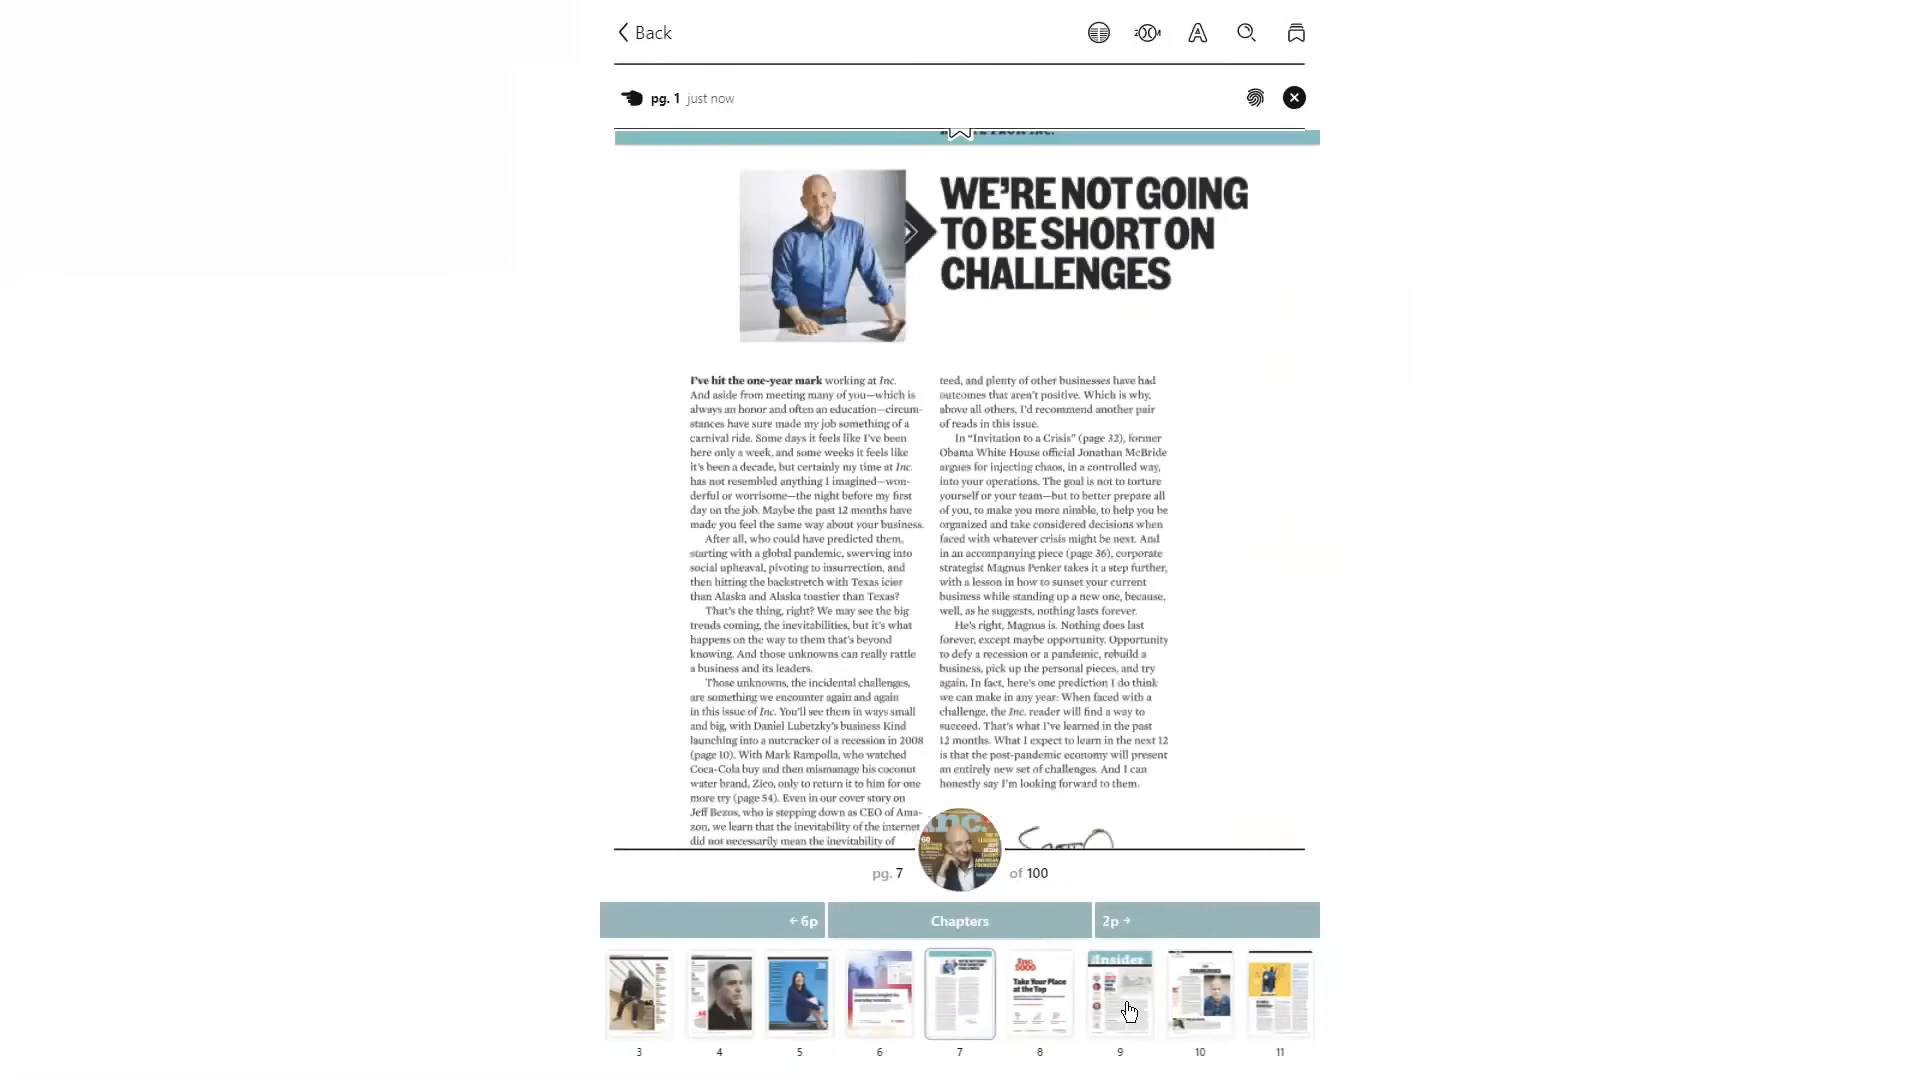 Back
pg. 1 just now
WE'RE NOT GOING
TO BE SHORT ON
CHALLENGES
I've hit the one-year mark working at Inc.
And aside from meeting many of you—which is
always an honor and often an education—circum-
stances have sure made my job something of a
carnival ride. Some days it feels like I've been
here only a week, and some weeks it feels like
it's been a decade, but certainly my time at Inc.
has not resembled anything I imagined—won-
derful or worrisome—the night before my first
day on the job. Maybe the past 12 months have
made you feel the same way about your business.
After all, who could have predicted them,
starting with a global pandemic, swerving into
social upheaval, pivoting to insurrection, and
then hitting the backstretch with Texas icier
than Alaska and Alaska toastier than Texas?
That's the thing, right? We may see the big
trends coming, the inevitabilities, but it's what
happens on the way to them that's beyond
knowing. And those unknowns can really rattle
a business and its leaders.
Those unknowns, the incidental challenges,
are something we encounter again and again
in this issue of Inc. You'll see them in ways small
and big, with Daniel Lubetzky's business Kind
launching into a nutcracker of a recession in 2008
(page 10). With Mark Rampolla, who watched
Coca-Cola buy and then mismanage his coconut
water brand, Zico, only to return it to him for one
more try (page 54). Even in our cover story on
Jeff Bezos, who is stepping down as CEO of Ama-
zon, we learn that the inevitability of the internet
did not necessarily mean the inevitability of
teed, and plenty of other businesses have had
outcomes that aren't positive. Which is why,
above all others, I'd recommend another pair
of reads in this issue.
In “Invitation to a Crisis” (page 32), former
Obama White House official Jonathan McBride
argues for injecting chaos, in a controlled way,
into your operations. The goal is not to torture
yourself or your team—but to better prepare all
of you, to make you more nimble, to help you be
organized and take considered decisions when
faced with whatever crisis might be next. And
in an accompanying piece (page 36), corporate
strategist Magnus Penker takes it a step further,
with a lesson in how to sunset your current
business while standing up a new one, because,
well, as he suggests, nothing lasts forever.
He's right, Magnus is. Nothing does last
forever, except maybe opportunity. Opportunity
to defy a recession or a pandemic, rebuild a
business, pick up the personal pieces, and try
again. In fact, here's one prediction I do think
we can make in any year: When faced with a
challenge, the Inc. reader will find a way to
succeed. That's what I've learned in the past
12 months. What I expect to learn in the next 12
is that the post-pandemic economy will present
an entirely new set of challenges. And I can
honestly say I'm looking forward to them.
Inc.
pg. 7 of 100
← 6p Chapters 2p →
Inc.
5000
Take Your Place
at the Top
Insider
3 4 5 6 7 8 9 10 11